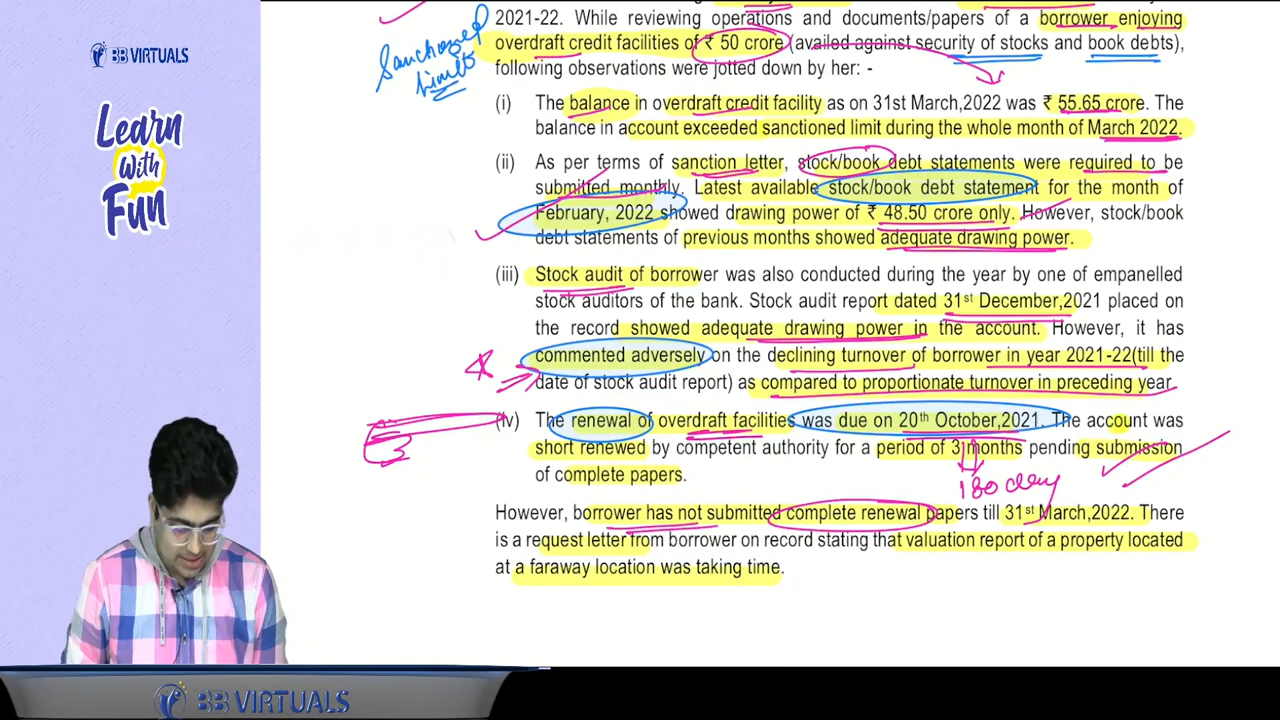 2021-22. While reviewing operations and documents/papers of a borrower enjoying
overdraft credit facilities of ₹ 50 crore (availed against security of stocks and book debts),
following observations were jotted down by her: -
Sanctioned
limits
BB VIRTUALS
Learn
With
Fun
(i) The balance in overdraft credit facility as on 31st March,2022 was ₹ 55.65 crore. The
balance in account exceeded sanctioned limit during the whole month of March 2022.
(ii) As per terms of sanction letter, stock/book debt statements were required to be
submitted monthly. Latest available stock/book debt statement for the month of
February, 2022 showed drawing power of ₹ 48.50 crore only. However, stock/book
debt statements of previous months showed adequate drawing power.
(iii) Stock audit of borrower was also conducted during the year by one of empanelled
stock auditors of the bank. Stock audit report dated 31st December,2021 placed on
the record showed adequate drawing power in the account. However, it has
commented adversely on the declining turnover of borrower in year 2021-22(till the
date of stock audit report) as compared to proportionate turnover in preceding year.
(iv) The renewal of overdraft facilities was due on 20th October,2021. The account was
short renewed by competent authority for a period of 3 months pending submission
of complete papers.
180 day
However, borrower has not submitted complete renewal papers till 31st March,2022. There
is a request letter from borrower on record stating that valuation report of a property located
at a faraway location was taking time.
BB VIRTUALS